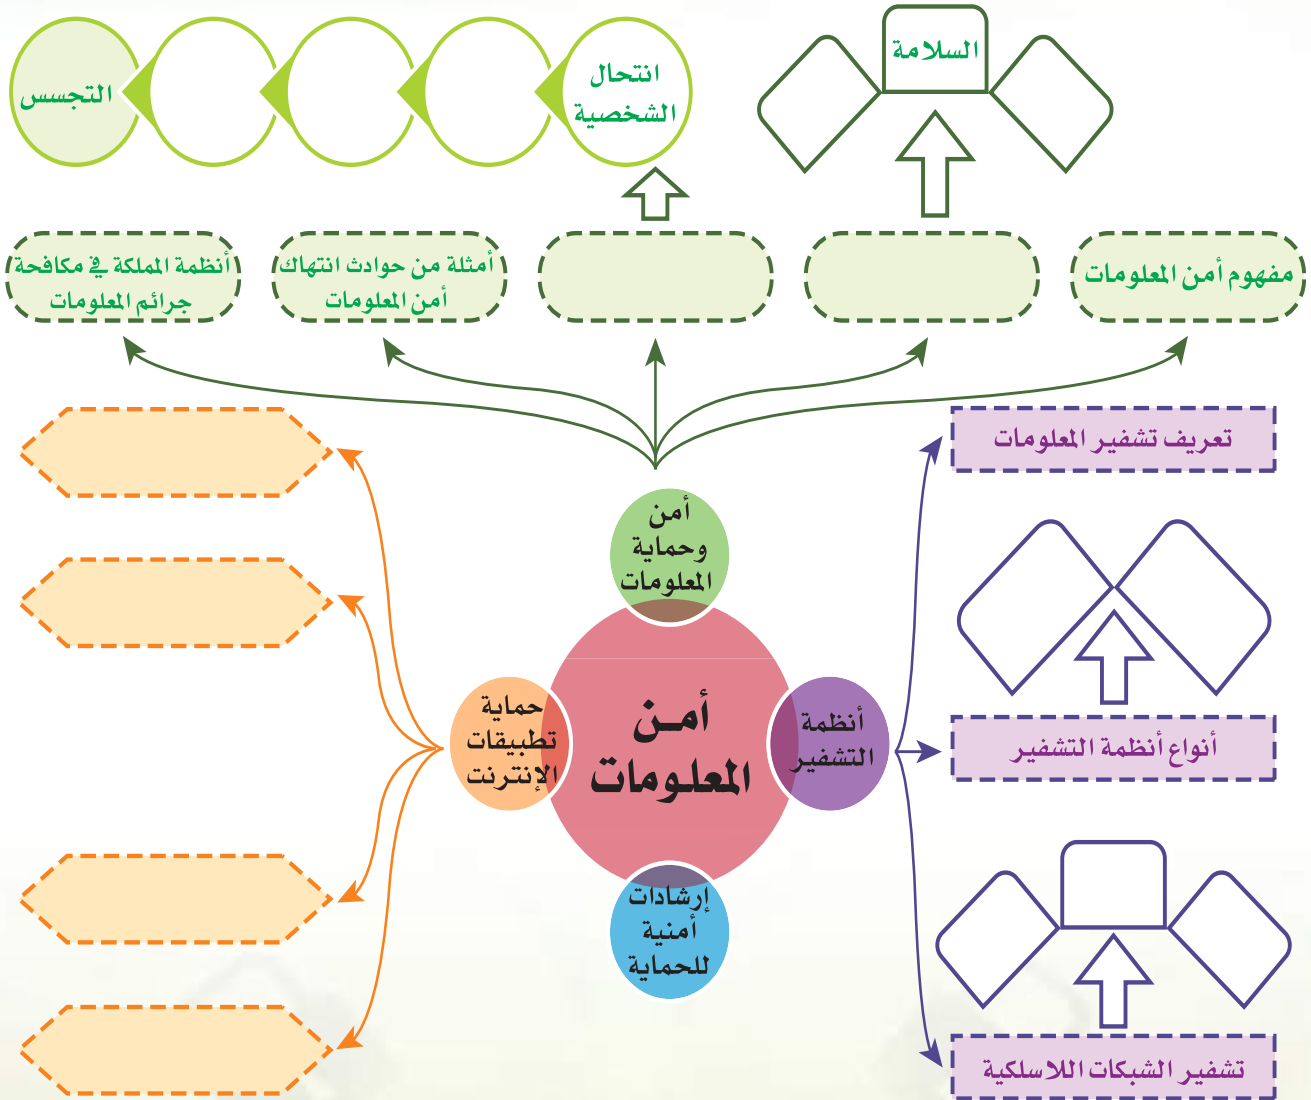 السلامة
انتحال
الشخصية
التجسس
مفهوم أمن المعلومات
أمثلة من حوادث انتهاك
أمن المعلومات
أنظمة المملكة في مكافحة
جرائم المعلومات
تعريف تشفير المعلومات
أمن
وحماية
المعلومات
أنظمة
التشفير
أمن
المعلومات
حماية
تطبيقات
الإنترنت
أنواع أنظمة التشفير
إرشادات
أمنية
للحماية
تشفير الشبكات اللاسلكية